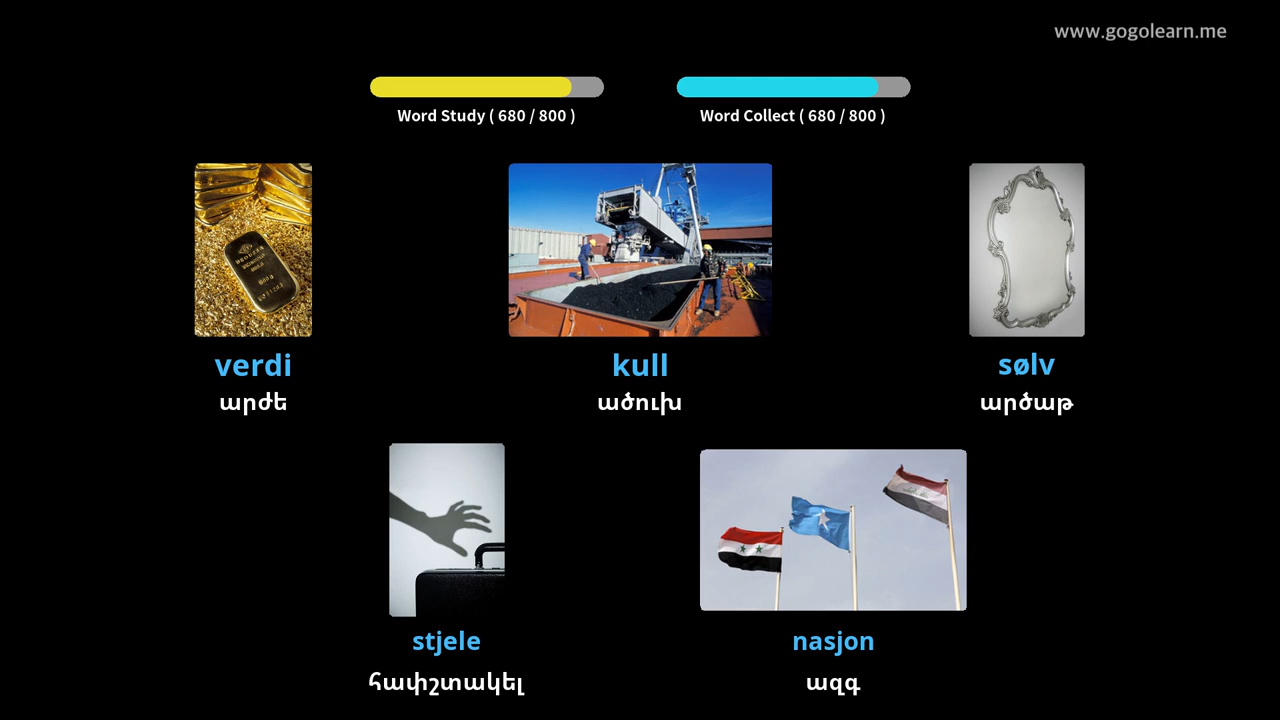 www.gogolearn.me
Word Study ( 680 / 800 )
Word Collect ( 680 / 800 )
verdi
kull
sølv
արժե
ածուխ
արծաթ
stjele
nasjon
հափշտակել
ազգ